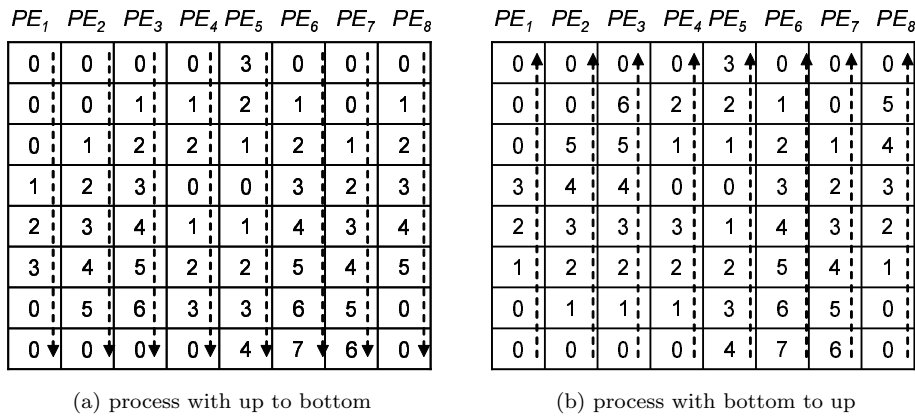 PE1 PE2 PE3 PE4 PE5 PE6 PE7 PE8
0 0 0 0 3 0 0 0
0 0 1 1 2 1 0 1
0 1 2 2 1 2 1 2
1 2 3 0 0 3 2 3
2 3 4 1 1 4 3 4
3 4 5 2 2 5 4 5
0 5 6 3 3 6 5 0
0 0 0 0 4 7 6 0
(a) process with up to bottom
PE1 PE2 PE3 PE4 PE5 PE6 PE7 PE8
0 0 0 0 3 0 0 0
0 0 6 2 2 1 0 5
0 5 5 1 1 2 1 4
3 4 4 0 0 3 2 3
2 3 3 3 1 4 3 2
1 2 2 2 2 5 4 1
0 1 1 1 3 6 5 0
0 0 0 0 4 7 6 0
(b) process with bottom to up